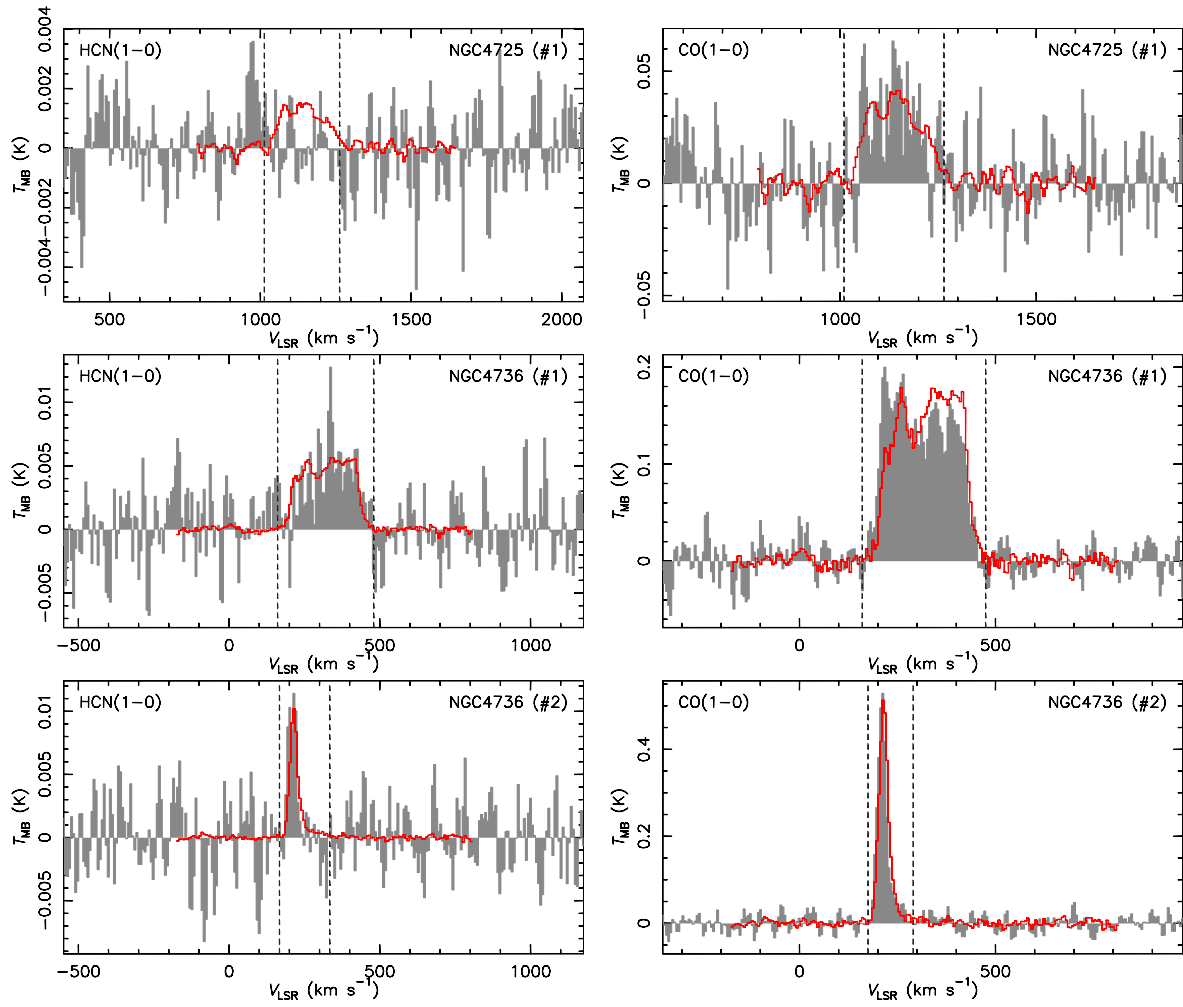 HCN(1−0) NGC4725 (#1)
T_MB (K)
0.004
0.002
0
−0.002
−0.004
500 1000 1500 2000
V_LSR (km s⁻¹)
CO(1−0) NGC4725 (#1)
T_MB (K)
0.05
0
−0.05
1000 1500
V_LSR (km s⁻¹)
HCN(1−0) NGC4736 (#1)
T_MB (K)
0.01
0.005
0
−0.005
−500 0 500 1000
V_LSR (km s⁻¹)
CO(1−0) NGC4736 (#1)
T_MB (K)
0.2
0.1
0
0 500
V_LSR (km s⁻¹)
HCN(1−0) NGC4736 (#2)
T_MB (K)
0.01
0.005
0
−0.005
−500 0 500 1000
V_LSR (km s⁻¹)
CO(1−0) NGC4736 (#2)
T_MB (K)
0.4
0.2
0
0 500
V_LSR (km s⁻¹)